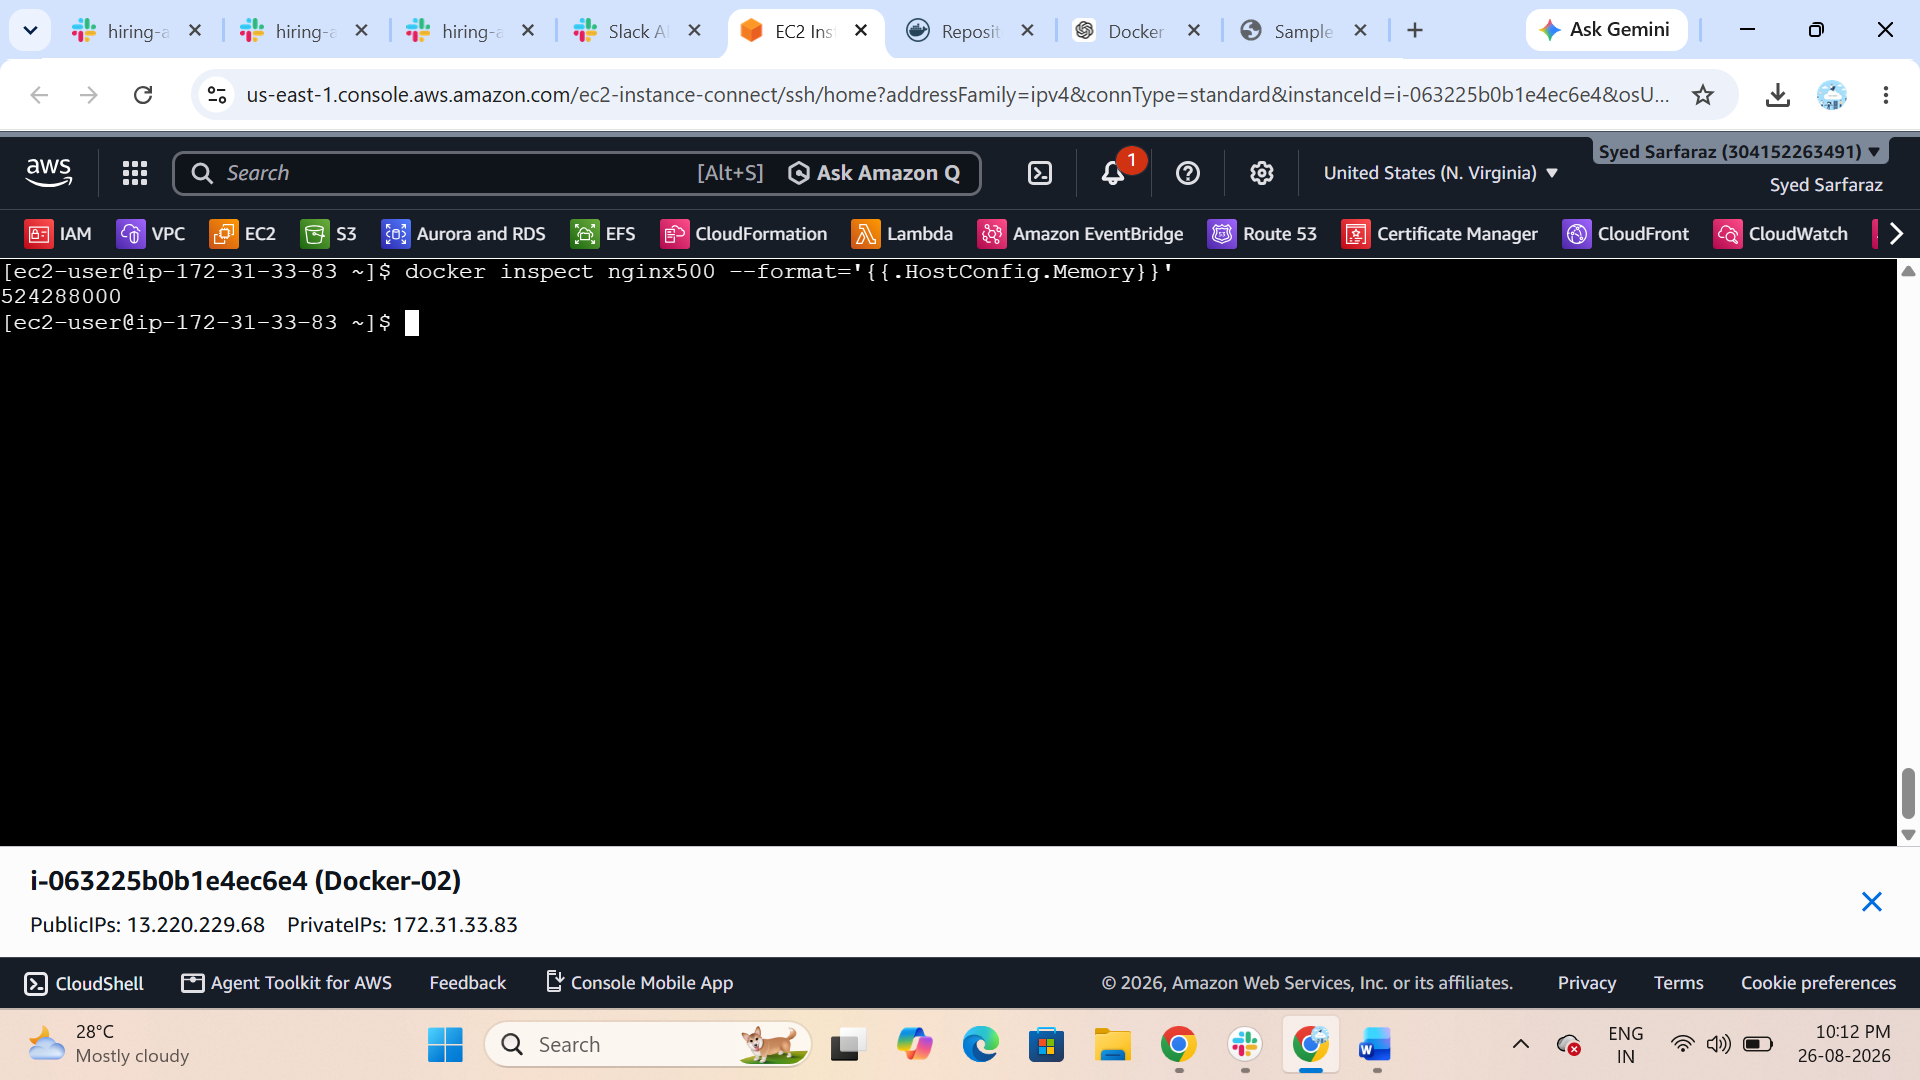 hiring-a
hiring-a
hiring-a
Slack A
EC2 Ins
Reposit
Docker
Sample
Ask Gemini
us-east-1.console.aws.amazon.com/ec2-instance-connect/ssh/home?addressFamily=ipv4&connType=standard&instanceId=i-063225b0b1e4ec6e4&osU...
aws
Search
[Alt+S]
Ask Amazon Q
1
United States (N. Virginia) ▼
Syed Sarfaraz (304152263491) ▼
Syed Sarfaraz
IAM
VPC
EC2
S3
Aurora and RDS
EFS
CloudFormation
Lambda
Amazon EventBridge
Route 53
Certificate Manager
CloudFront
CloudWatch
[ec2-user@ip-172-31-33-83 ~]$ docker inspect nginx500 --format='{{.HostConfig.Memory}}'
524288000
[ec2-user@ip-172-31-33-83 ~]$
i-063225b0b1e4ec6e4 (Docker-02)
PublicIPs: 13.220.229.68 PrivateIPs: 172.31.33.83
CloudShell
Agent Toolkit for AWS
Feedback
Console Mobile App
© 2026, Amazon Web Services, Inc. or its affiliates.
Privacy
Terms
Cookie preferences
28°C
Mostly cloudy
Search
ENG
IN
10:12 PM
26-08-2026